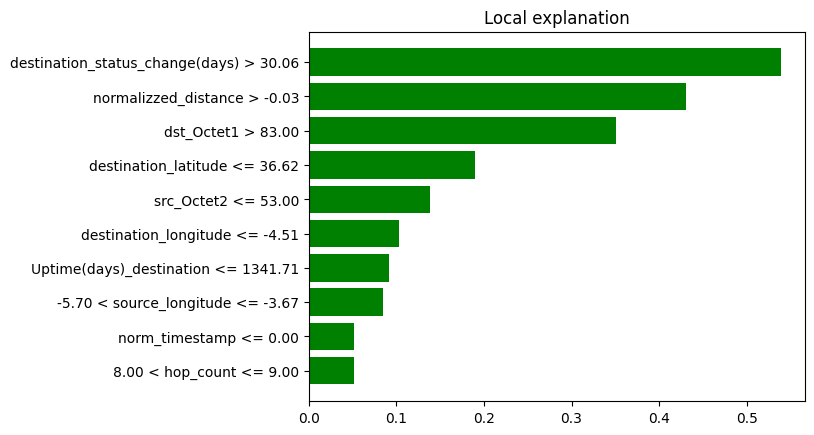 Local explanation
destination_status_change(days) > 30.06
normalizzed_distance > -0.03
dst_Octet1 > 83.00
destination_latitude <= 36.62
src_Octet2 <= 53.00
destination_longitude <= -4.51
Uptime(days)_destination <= 1341.71
-5.70 < source_longitude <= -3.67
norm_timestamp <= 0.00
8.00 < hop_count <= 9.00
0.0 0.1 0.2 0.3 0.4 0.5